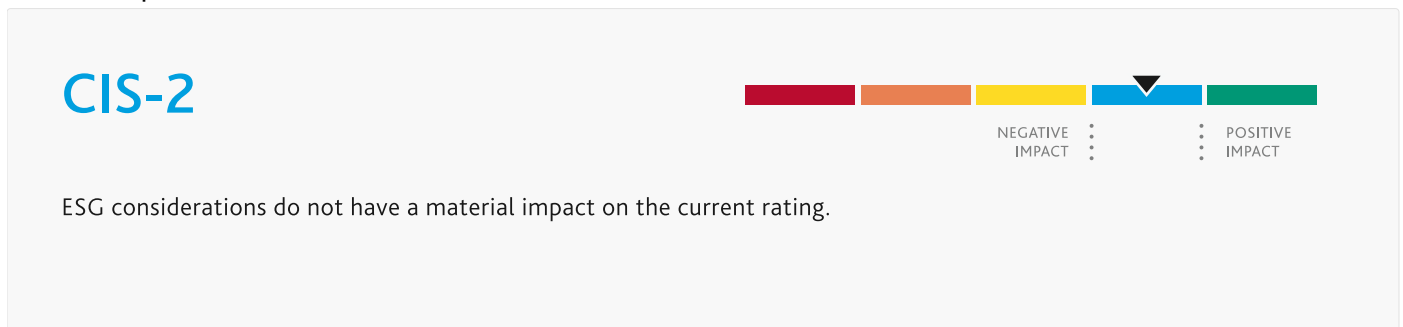 CIS-2
NEGATIVE
IMPACT
POSITIVE
IMPACT
ESG considerations do not have a material impact on the current rating.